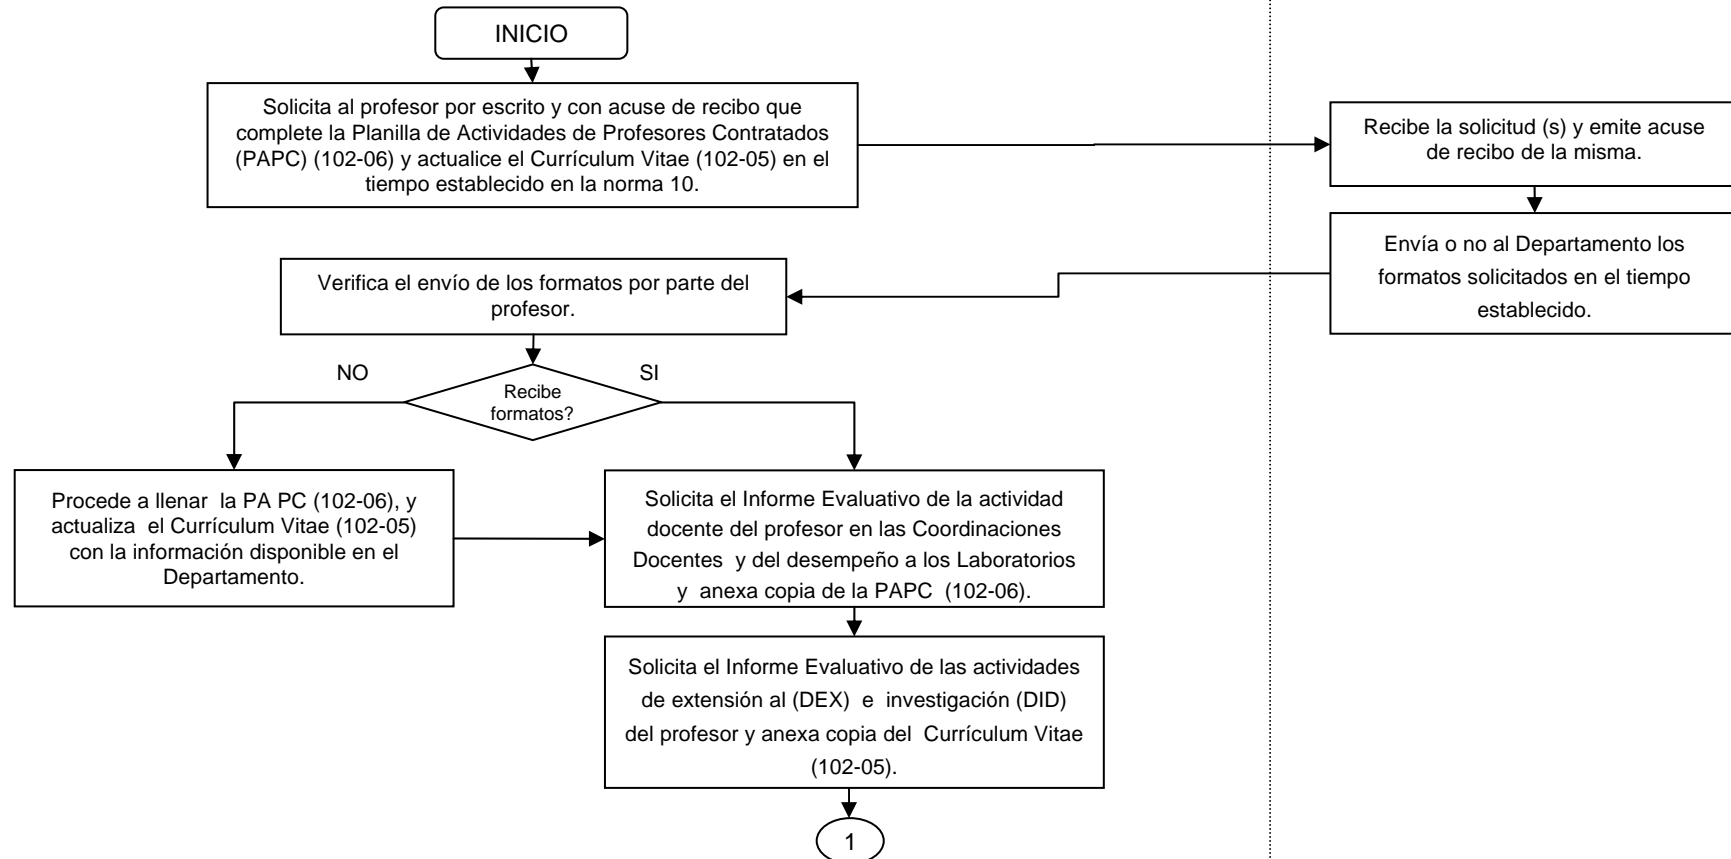 INICIO
Solicita al profesor por escrito y con acuse de recibo que
complete la Planilla de Actividades de Profesores Contratados
(PAPC) (102-06) y actualice el Currículum Vitae (102-05) en el
tiempo establecido en la norma 10.
Recibe la solicitud (s) y emite acuse
de recibo de la misma.
Envía o no al Departamento los
formatos solicitados en el tiempo
establecido.
Verifica el envío de los formatos por parte del
profesor.
NO
SI
Recibe
formatos?
Procede a llenar  la PA PC (102-06), y
actualiza  el Currículum Vitae (102-05)
con la información disponible en el
Departamento.
Solicita el Informe Evaluativo de la actividad
docente del profesor en las Coordinaciones
Docentes  y del desempeño a los Laboratorios
y  anexa copia de la PAPC  (102-06).
Solicita el Informe Evaluativo de las actividades
de extensión al (DEX)  e  investigación (DID)
del profesor y anexa copia del  Currículum Vitae
(102-05).
1